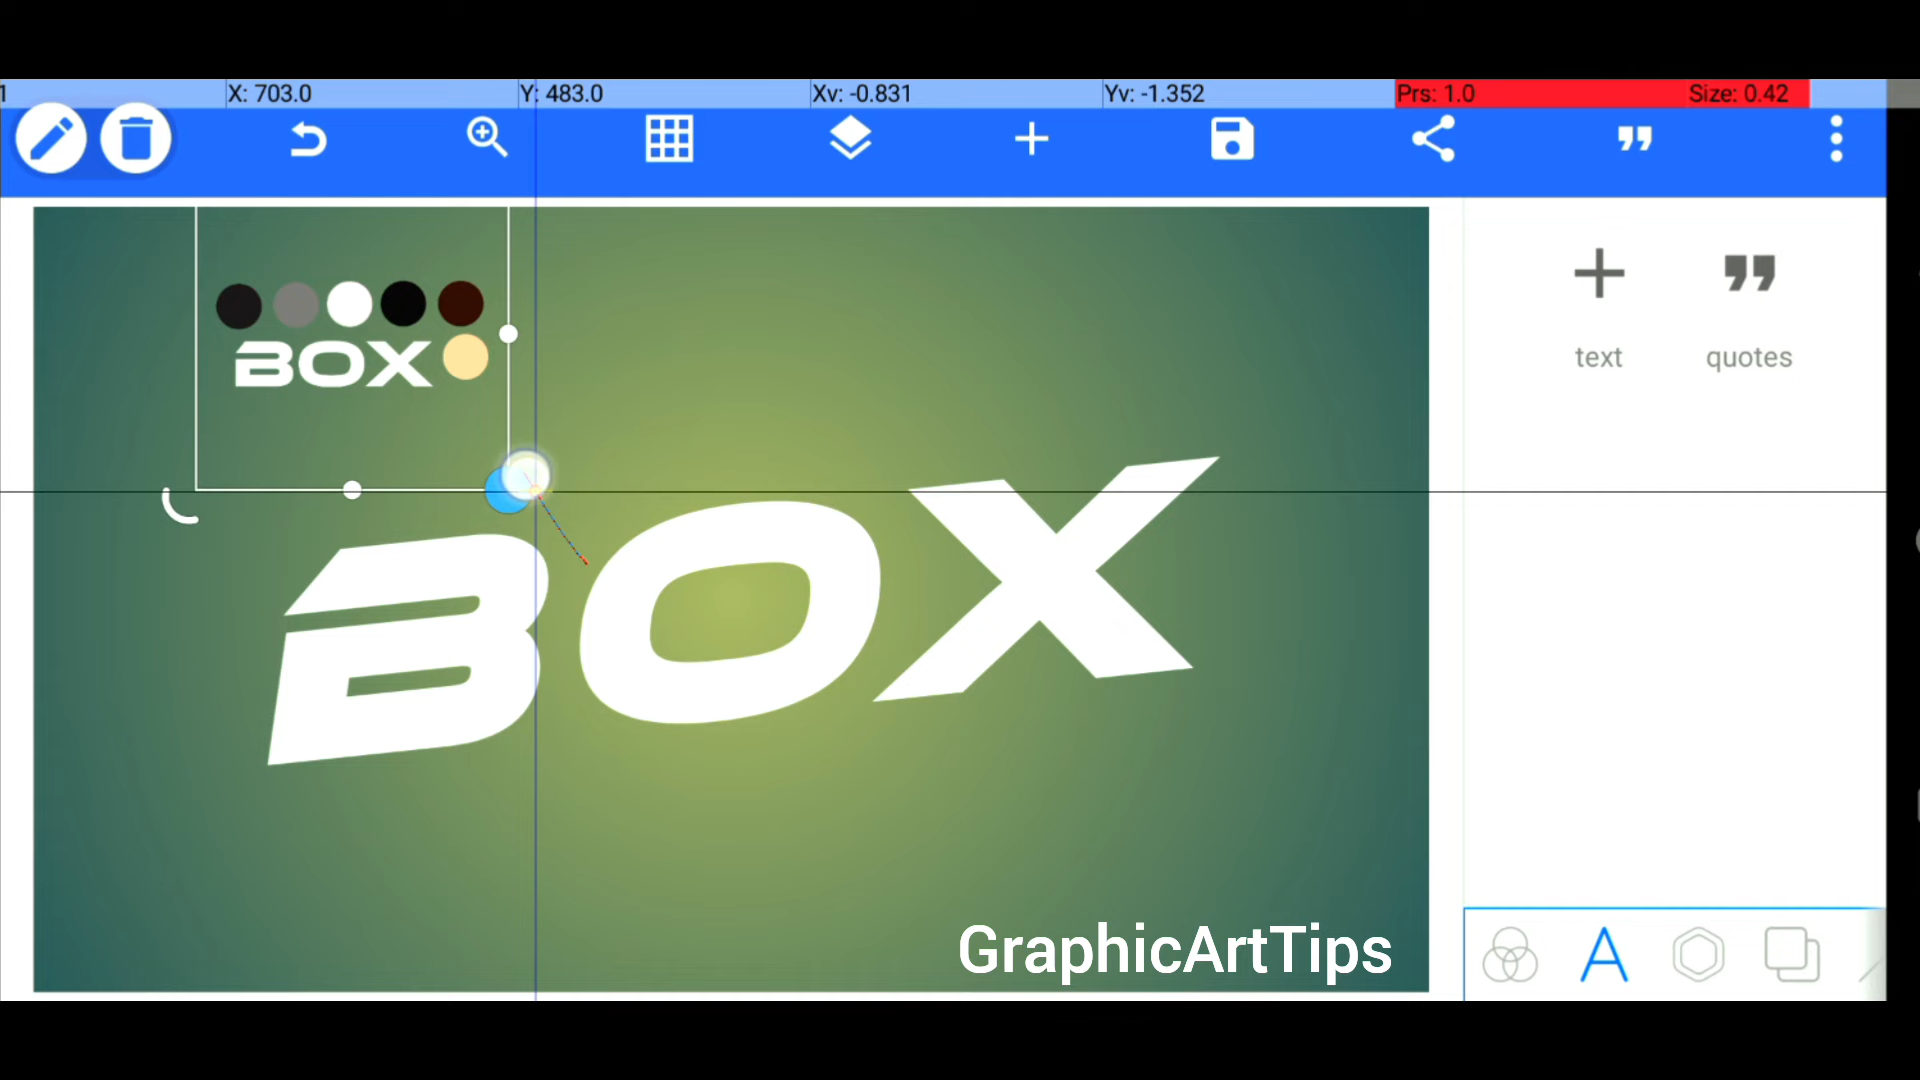 1 X: 703.0 Y: 483.0 Xv: -0.831 Yv: -1.352 Prs: 1.0 Size: 0.42
text quotes
BOX
BOX
GraphicArtTips
A